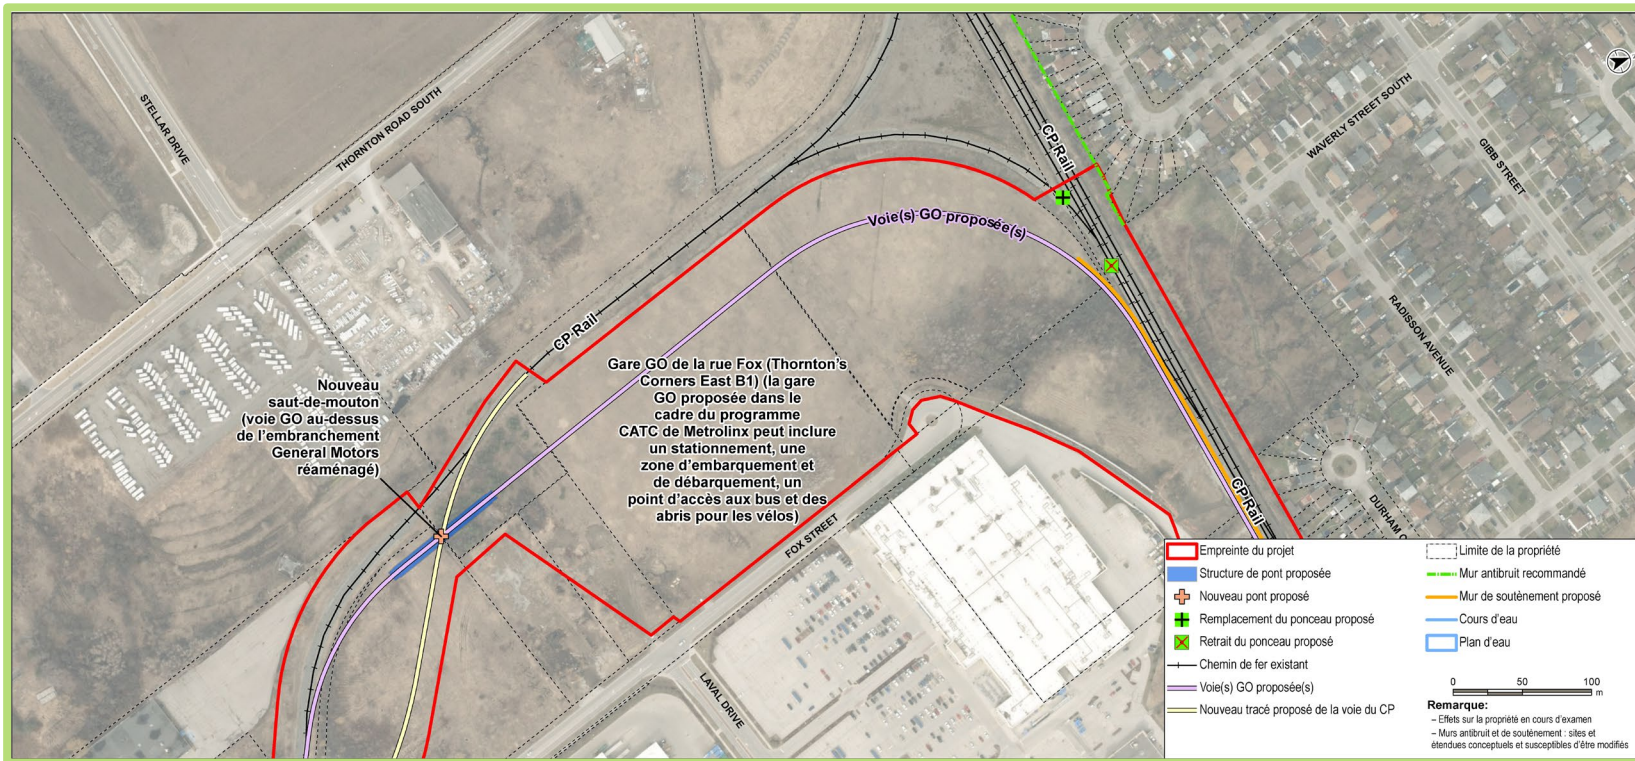 STELLAR DRIVE
THORNTON ROAD SOUTH
CP Rail
WAVERLY STREET SOUTH
GIBB STREET
Voie(s) GO proposée(s)
RADISSON AVENUE
CP Rail
Nouveau
saut-de-mouton
(voie GO au-dessus
de l'embranchement
General Motors
réaménagé)
Gare GO de la rue Fox (Thornton's
Corners East B1) (la gare
GO proposée dans le
cadre du programme
CATC de Metrolinx peut inclure
un stationnement, une
zone d'embarquement et
de débarquement, un
point d'accès aux bus et des
abris pour les vélos)
CP Rail
DURHAM C
FOX STREET
LAVAL DRIVE
Empreinte du projet
Structure de pont proposée
Nouveau pont proposé
Remplacement du ponceau proposé
Retrait du ponceau proposé
Chemin de fer existant
Voie(s) GO proposée(s)
Nouveau tracé proposé de la voie du CP
Limite de la propriété
Mur antibruit recommandé
Mur de soutènement proposé
Cours d'eau
Plan d'eau
0 50 100
m
Remarque:
– Effets sur la propriété en cours d'examen
– Murs antibruit et de soutènement : sites et
étendues conceptuels et susceptibles d'être modifiés